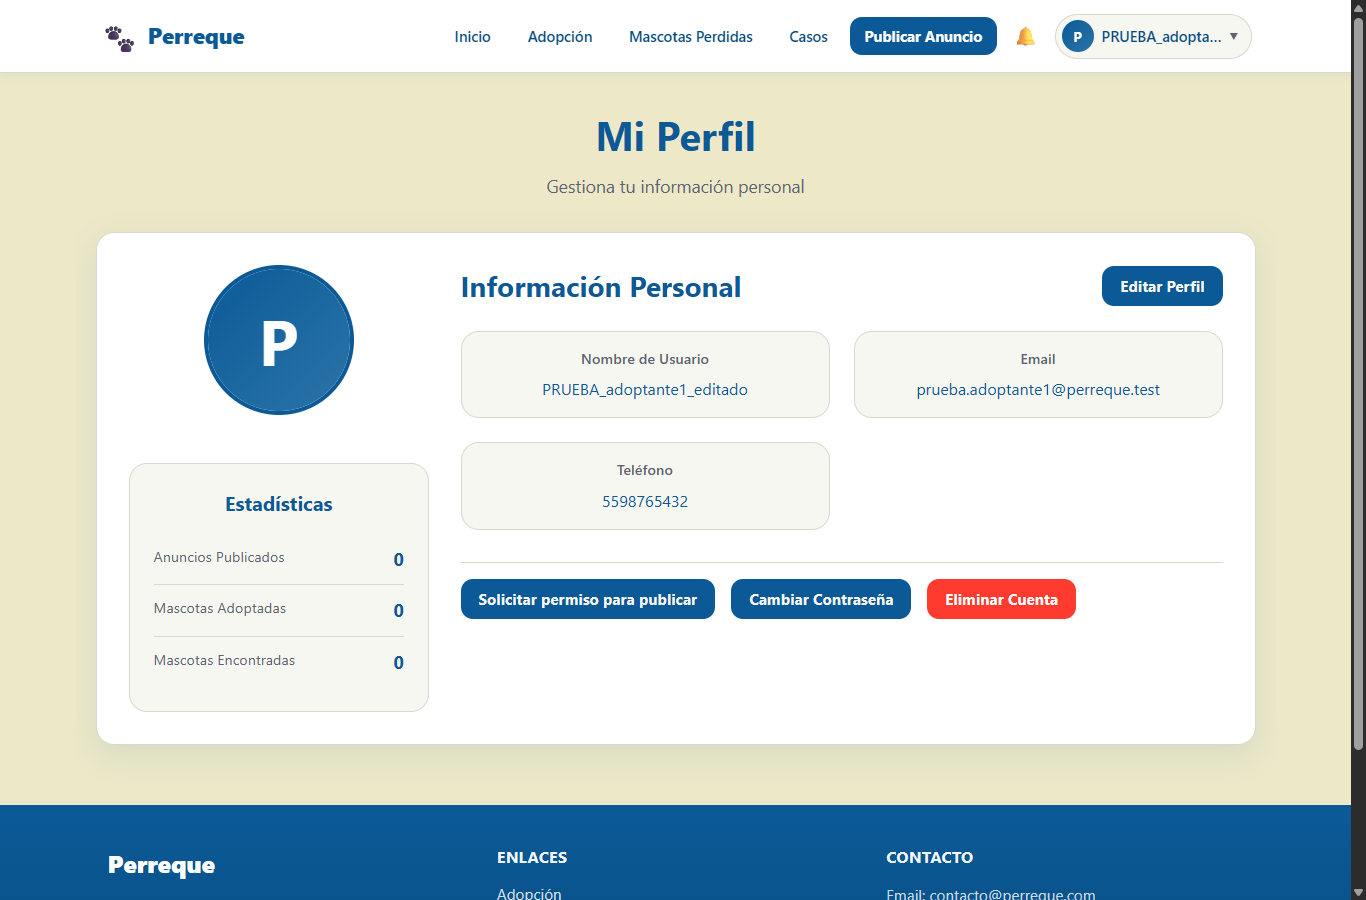 Perreque
Inicio
Adopción
Mascotas Perdidas
Casos
Publicar Anuncio
P
PRUEBA_adopta...
Mi Perfil
Gestiona tu información personal
P
Estadísticas
Anuncios Publicados 0
Mascotas Adoptadas 0
Mascotas Encontradas 0
Información Personal
Editar Perfil
Nombre de Usuario
PRUEBA_adoptante1_editado
Email
prueba.adoptante1@perreque.test
Teléfono
5598765432
Solicitar permiso para publicar
Cambiar Contraseña
Eliminar Cuenta
Perreque
ENLACES
Adopción
CONTACTO
Email: contacto@perreque.com